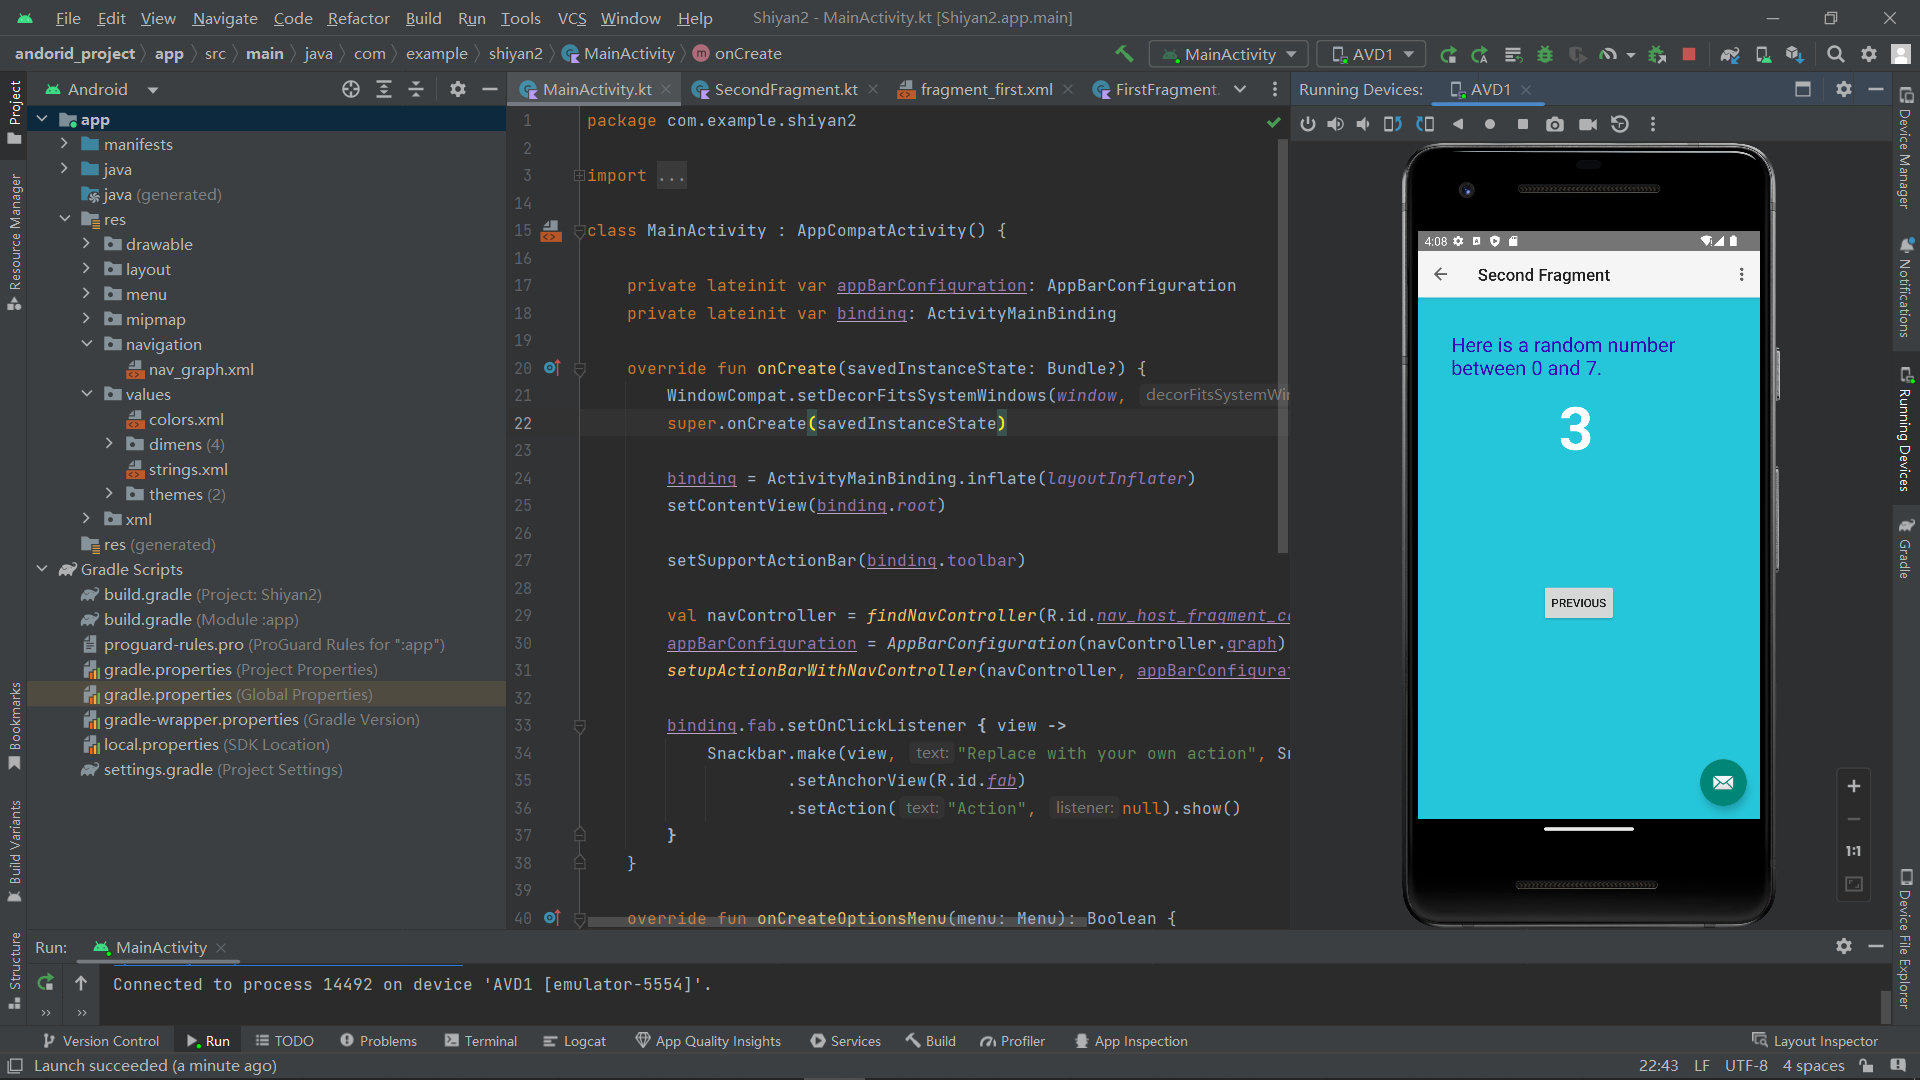 File Edit View Navigate Code Refactor Build Run Tools VCS Window Help Shiyan2 - MainActivity.kt [Shiyan2.app.main]
andorid_project app src main java com example shiyan2 MainActivity m onCreate MainActivity AVD1
Project
Resource Manager
Bookmarks
Build Variants
Structure
Android
app
manifests
java
java (generated)
res
drawable
layout
menu
mipmap
navigation
nav_graph.xml
values
colors.xml
dimens (4)
strings.xml
themes (2)
xml
res (generated)
Gradle Scripts
build.gradle (Project: Shiyan2)
build.gradle (Module :app)
proguard-rules.pro (ProGuard Rules for ":app")
gradle.properties (Project Properties)
gradle.properties (Global Properties)
gradle-wrapper.properties (Gradle Version)
local.properties (SDK Location)
settings.gradle (Project Settings)
MainActivity.kt SecondFragment.kt fragment_first.xml FirstFragment.
1 package com.example.shiyan2
2
3 import ...
14
15 class MainActivity : AppCompatActivity() {
16
17 private lateinit var appBarConfiguration: AppBarConfiguration
18 private lateinit var binding: ActivityMainBinding
19
20 override fun onCreate(savedInstanceState: Bundle?) {
21 WindowCompat.setDecorFitsSystemWindows(window, decorFitsSystemWi
22 super.onCreate(savedInstanceState)
23
24 binding = ActivityMainBinding.inflate(layoutInflater)
25 setContentView(binding.root)
26
27 setSupportActionBar(binding.toolbar)
28
29 val navController = findNavController(R.id.nav_host_fragment_co
30 appBarConfiguration = AppBarConfiguration(navController.graph)
31 setupActionBarWithNavController(navController, appBarConfigurat
32
33 binding.fab.setOnClickListener { view ->
34 Snackbar.make(view, text: "Replace with your own action", Sn
35 .setAnchorView(R.id.fab)
36 .setAction( text: "Action", listener: null).show()
37 }
38 }
39
40 override fun onCreateOptionsMenu(menu: Menu): Boolean {
Running Devices: AVD1
4:08
Second Fragment
Here is a random number
between 0 and 7.
3
PREVIOUS
1:1
Device Manager
Notifications
Running Devices
Gradle
Device File Explorer
Run: MainActivity
Connected to process 14492 on device 'AVD1 [emulator-5554]'.
Version Control Run TODO Problems Terminal Logcat App Quality Insights Services Build Profiler App Inspection Layout Inspector
Launch succeeded (a minute ago) 22:43 LF UTF-8 4 spaces